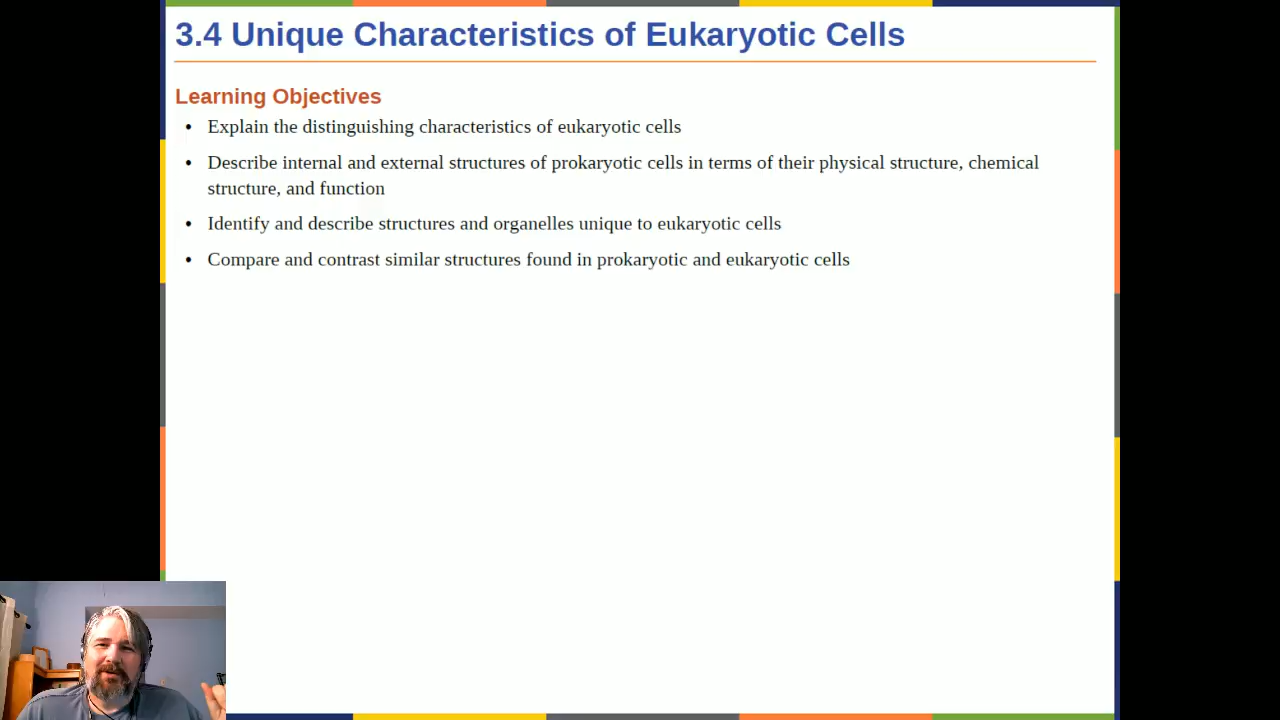 3.4 Unique Characteristics of Eukaryotic Cells
Learning Objectives
• Explain the distinguishing characteristics of eukaryotic cells
• Describe internal and external structures of prokaryotic cells in terms of their physical structure, chemical
structure, and function
• Identify and describe structures and organelles unique to eukaryotic cells
• Compare and contrast similar structures found in prokaryotic and eukaryotic cells